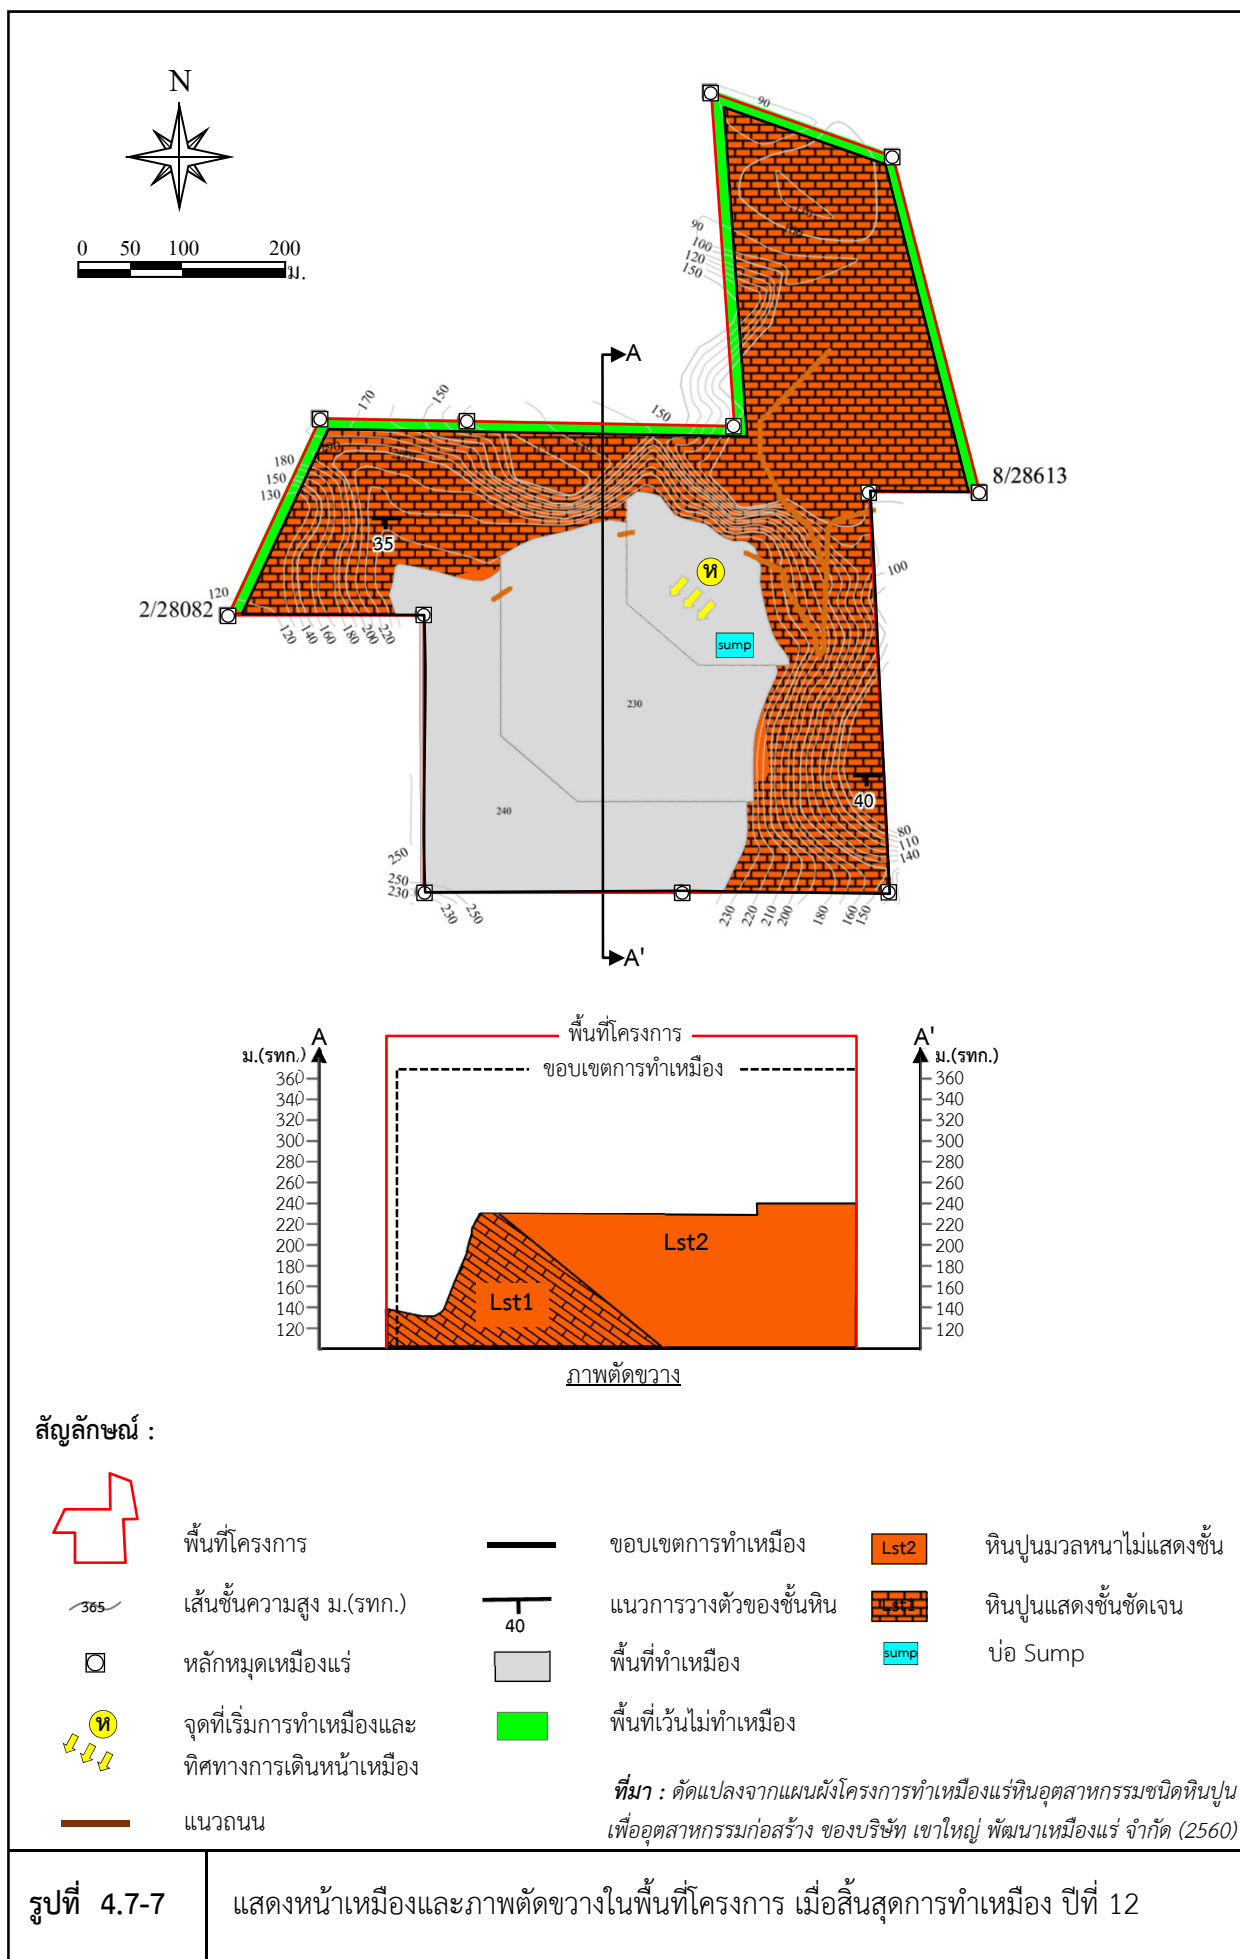 N
0 50 100 200
ม.
90
110
100
90
100
120
150
A
170
150
150
180
150
130
120
35
8/28613
2/28082
ห
100
sump
120
140
160
180
200
220
230
240
40
80
110
140
250
250
230
230
250
230
220
210
200
180
160
150
A'
A พื้นที่โครงการ A'
ม.(รทก.) ขอบเขตการทำเหมือง ม.(รทก.)
360 360
340 340
320 320
300 300
280 280
260 260
240 240
220 220
200 200
180 180
160 160
140 140
120 120
Lst2
Lst1
ภาพตัดขวาง
สัญลักษณ์ :
พื้นที่โครงการ ขอบเขตการทำเหมือง Lst2 หินปูนมวลหนาไม่แสดงชั้น
365 เส้นชั้นความสูง ม.(รทก.) 40 แนวการวางตัวของชั้นหิน Lst1 หินปูนแสดงชั้นชัดเจน
หลักหมุดเหมืองแร่ พื้นที่ทำเหมือง sump บ่อ Sump
ห จุดที่เริ่มการทำเหมืองและ พื้นที่เว้นไม่ทำเหมือง
ทิศทางการเดินหน้าเหมือง
แนวถนน
ที่มา : ดัดแปลงจากแผนผังโครงการทำเหมืองแร่หินอุตสาหกรรมชนิดหินปูน
เพื่ออุตสาหกรรมก่อสร้าง ของบริษัท เขาใหญ่ พัฒนาเหมืองแร่ จำกัด (2560)
รูปที่ 4.7-7 แสดงหน้าเหมืองและภาพตัดขวางในพื้นที่โครงการ เมื่อสิ้นสุดการทำเหมือง ปีที่ 12